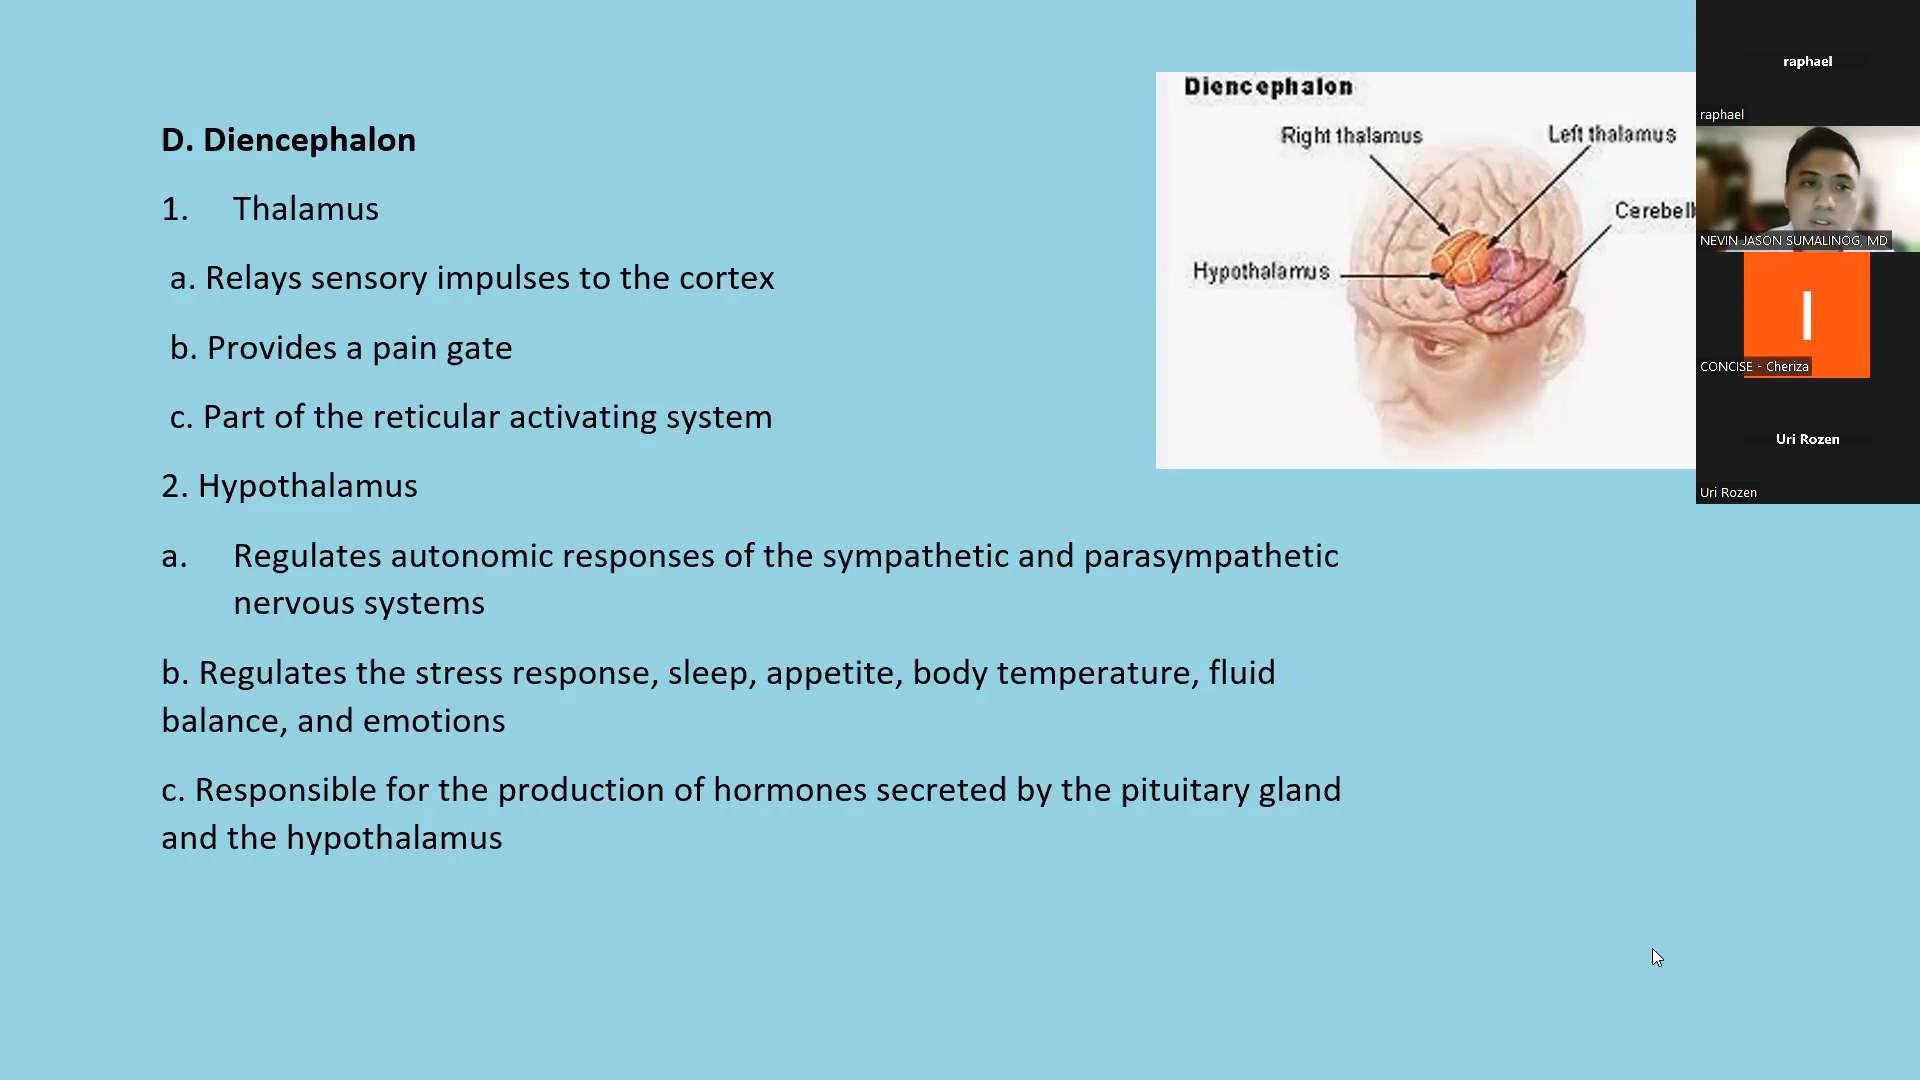 D. Diencephalon
1. Thalamus
a. Relays sensory impulses to the cortex
b. Provides a pain gate
c. Part of the reticular activating system
2. Hypothalamus
a. Regulates autonomic responses of the sympathetic and parasympathetic
nervous systems
b. Regulates the stress response, sleep, appetite, body temperature, fluid
balance, and emotions
c. Responsible for the production of hormones secreted by the pituitary gland
and the hypothalamus
Diencephalon
Right thalamus
Left thalamus
Cerebell
Hypothalamus
raphael
raphael
NEVIN JASON SUMALINOG, MD
I
CONCISE - Cheriza
Uri Rozen
Uri Rozen